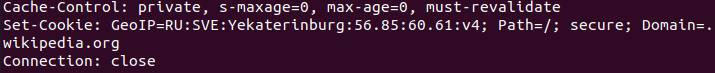 Cache-Control: private, s-maxage=0, max-age=0, must-revalidate
Set-Cookie: GeoIP=RU:SVE:Yekaterinburg:56.85:60.61:v4; Path=/; secure; Domain=.
wikipedia.org
Connection: close